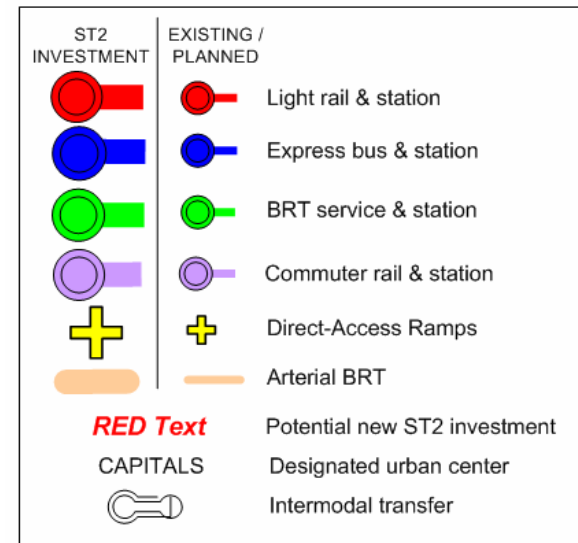 ST2 INVESTMENT
EXISTING / PLANNED
Light rail & station
Express bus & station
BRT service & station
Commuter rail & station
Direct-Access Ramps
Arterial BRT
RED Text Potential new ST2 investment
CAPITALS Designated urban center
Intermodal transfer